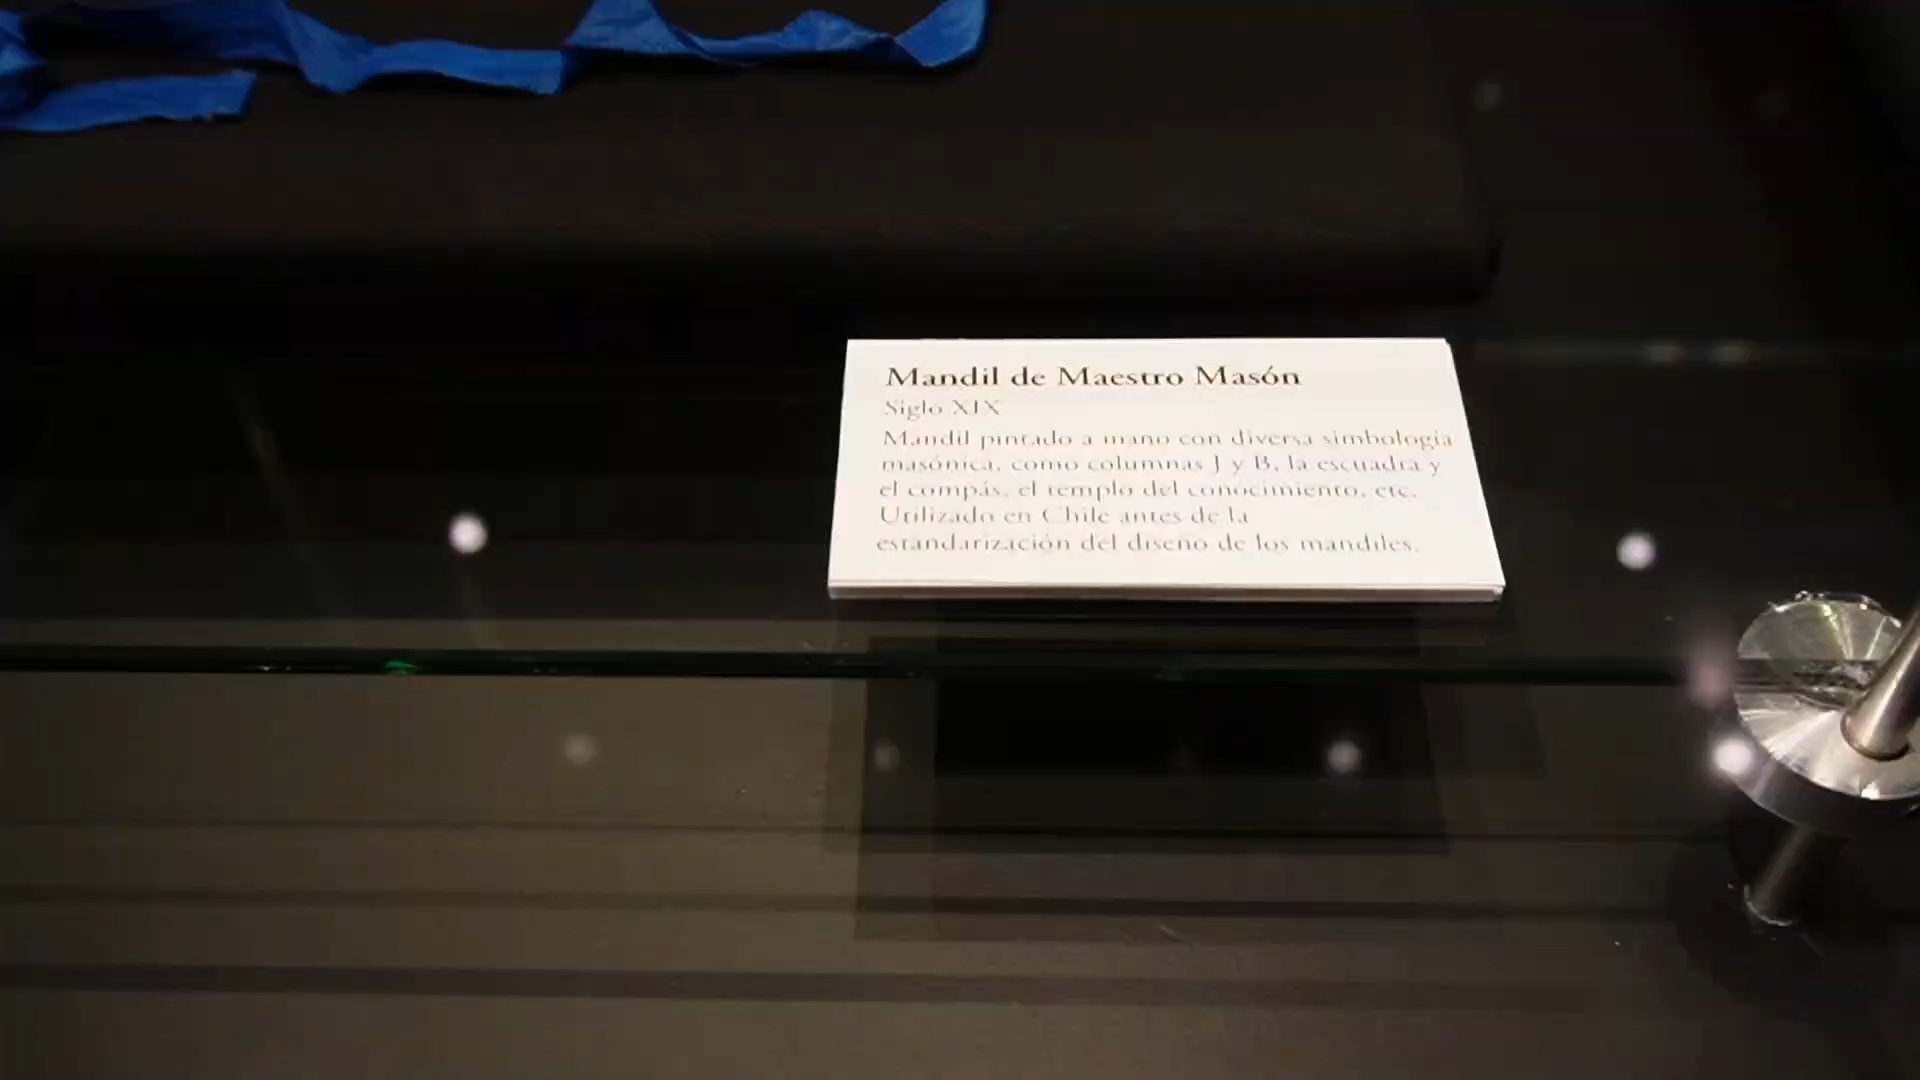 Mandil de Maestro Masón
Siglo XIX
Mandil pintado a mano con diversa simbología
masónica, como columnas J y B, la escuadra y
el compás, el templo del conocimiento, etc.
Utilizado en Chile antes de la
estandarización del diseño de los mandiles.